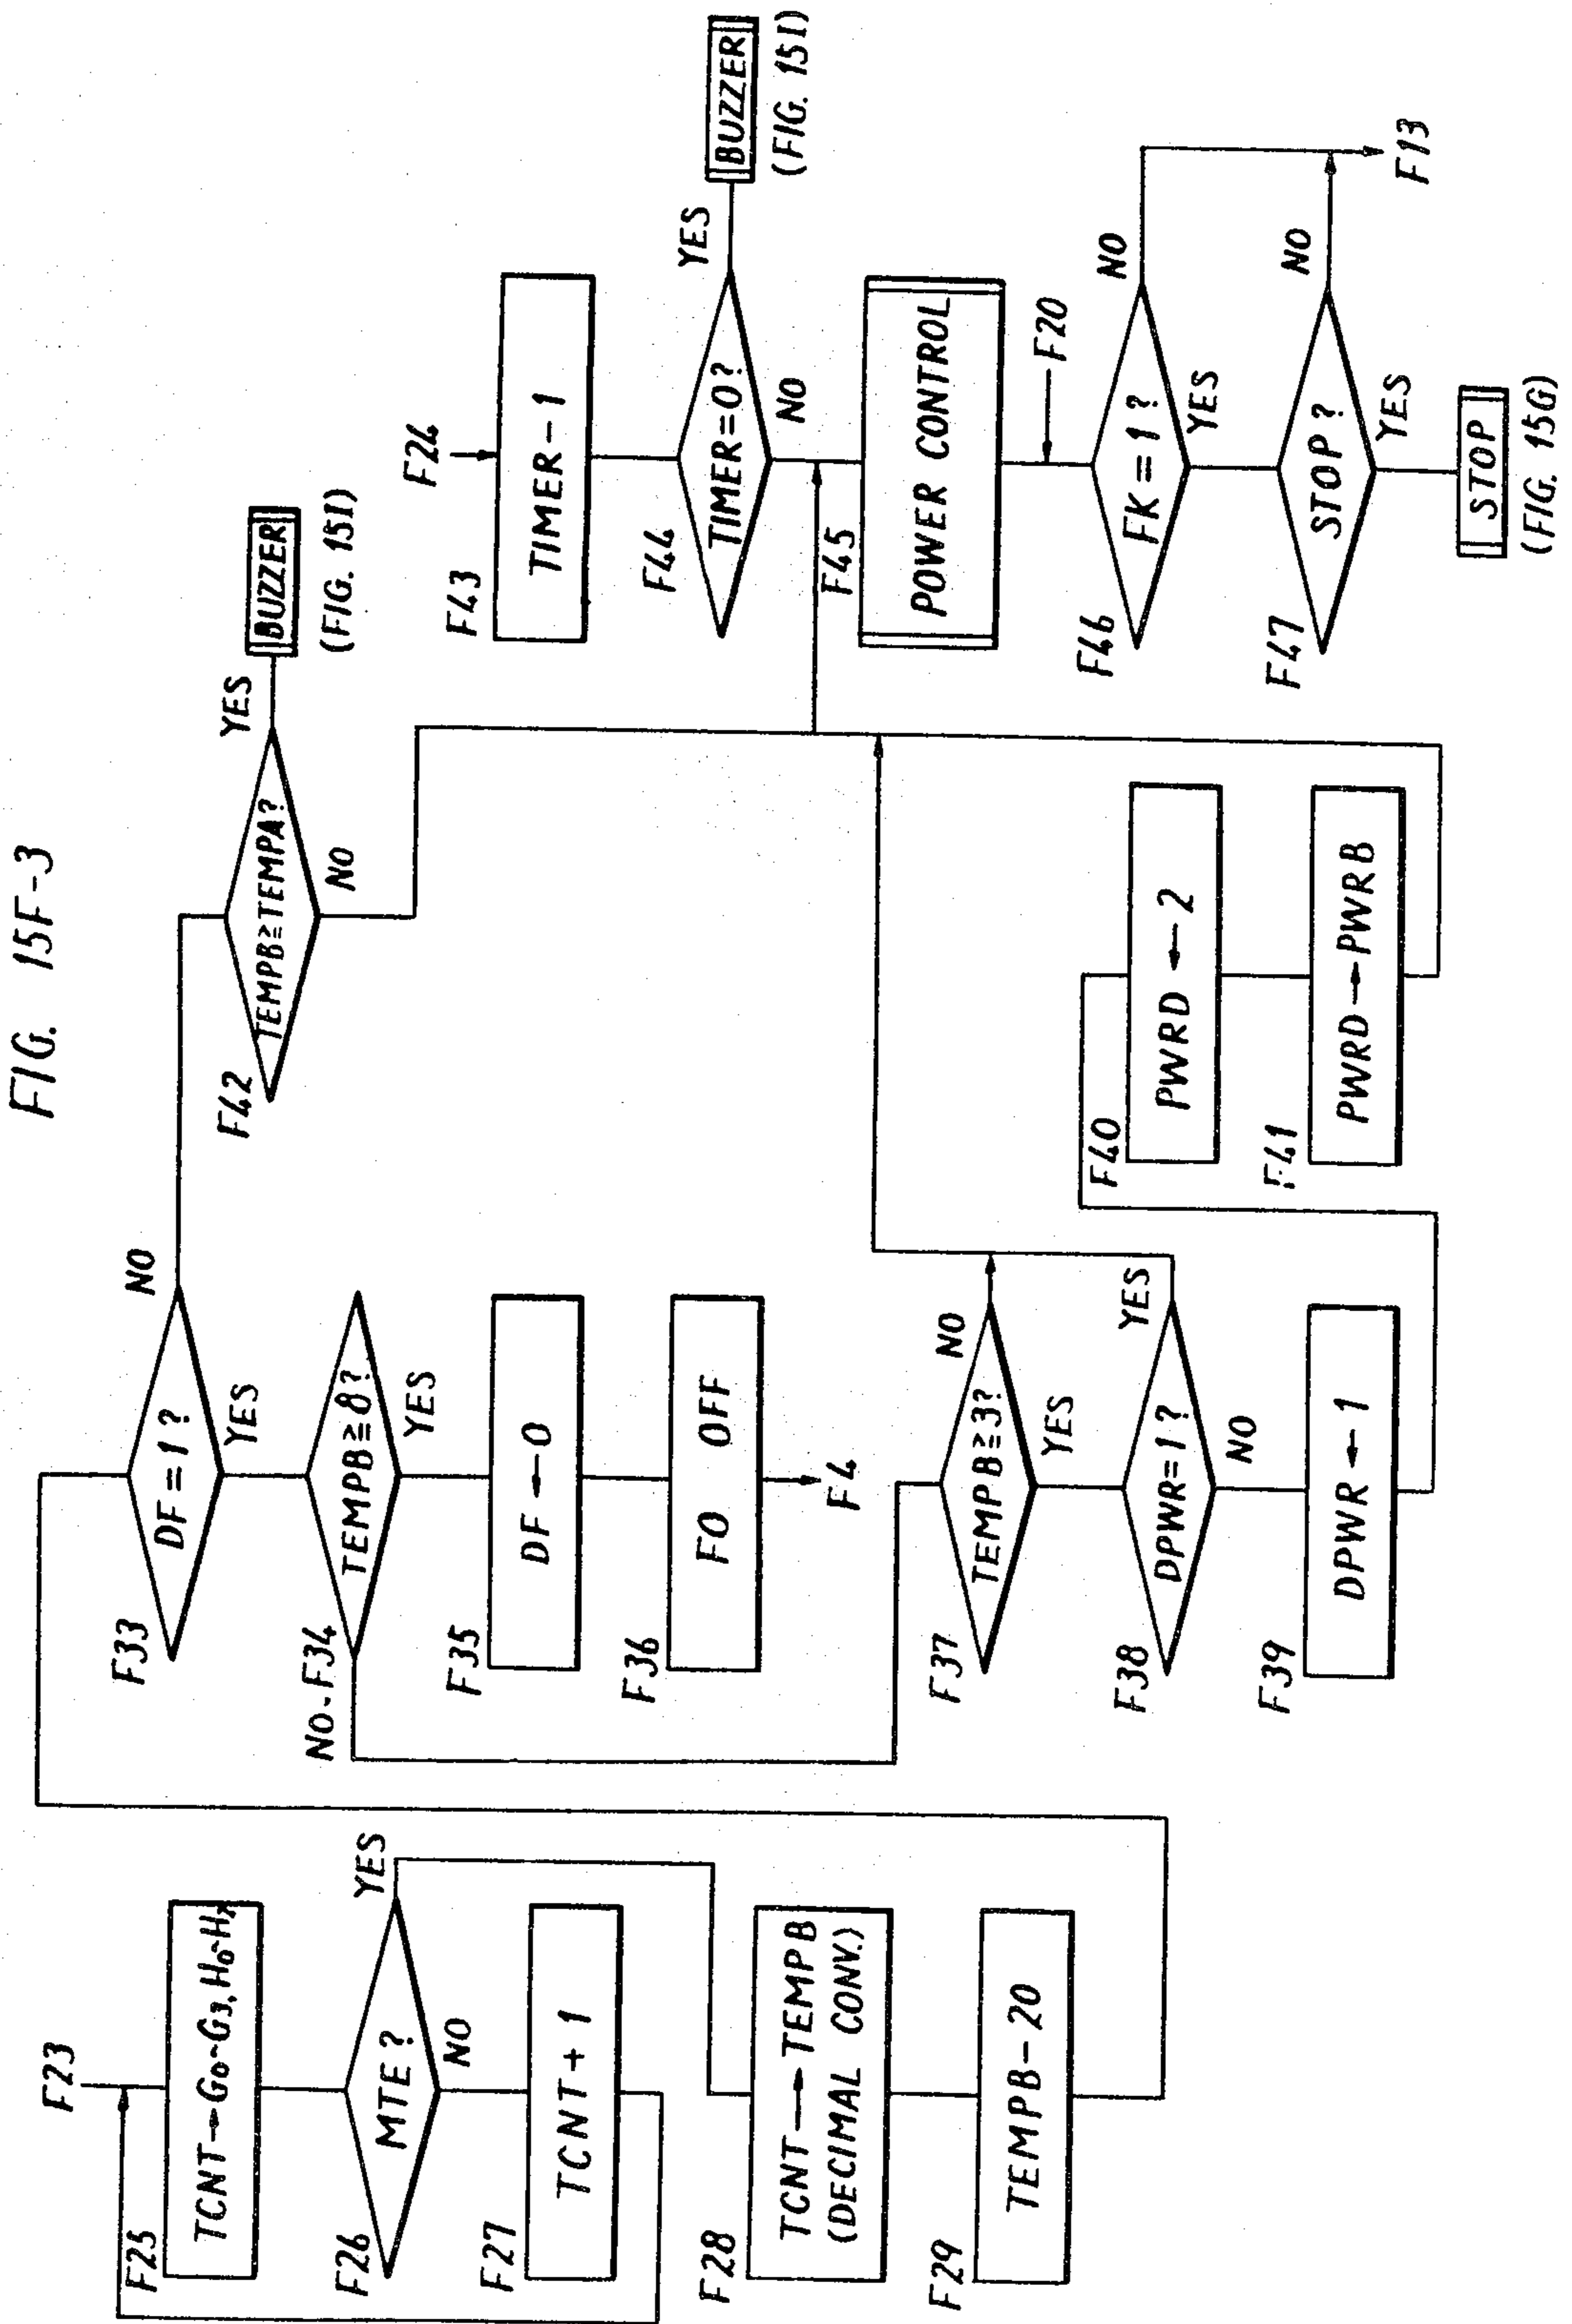 FIG. 15F-3
F23
F25
TCNT→G0~G3, H0~H7
F26
MTE?
YES
NO
F27
TCNT+1
F28
TCNT→TEMPB
(DECIMAL CONV.)
F29
TEMPB-20
F33
DF=1?
NO
YES
NO
F34
TEMPB≧8?
YES
F35
DF←0
F36
FO OFF
F4
F37
TEMPB≧3?
NO
YES
F38
DPWR=1?
YES
NO
F39
DPWR←1
F40
PWRD←2
F41
PWRD→PWRB
F42
TEMPB≧TEMPA?
YES
NO
BUZZER
(FIG. 15I)
F24
F43
TIMER-1
F44
TIMER=0?
YES
NO
BUZZER
(FIG. 15I)
F45
POWER CONTROL
F20
F46
FK=1?
NO
YES
F47
STOP?
NO
YES
F13
STOP
(FIG. 15G)